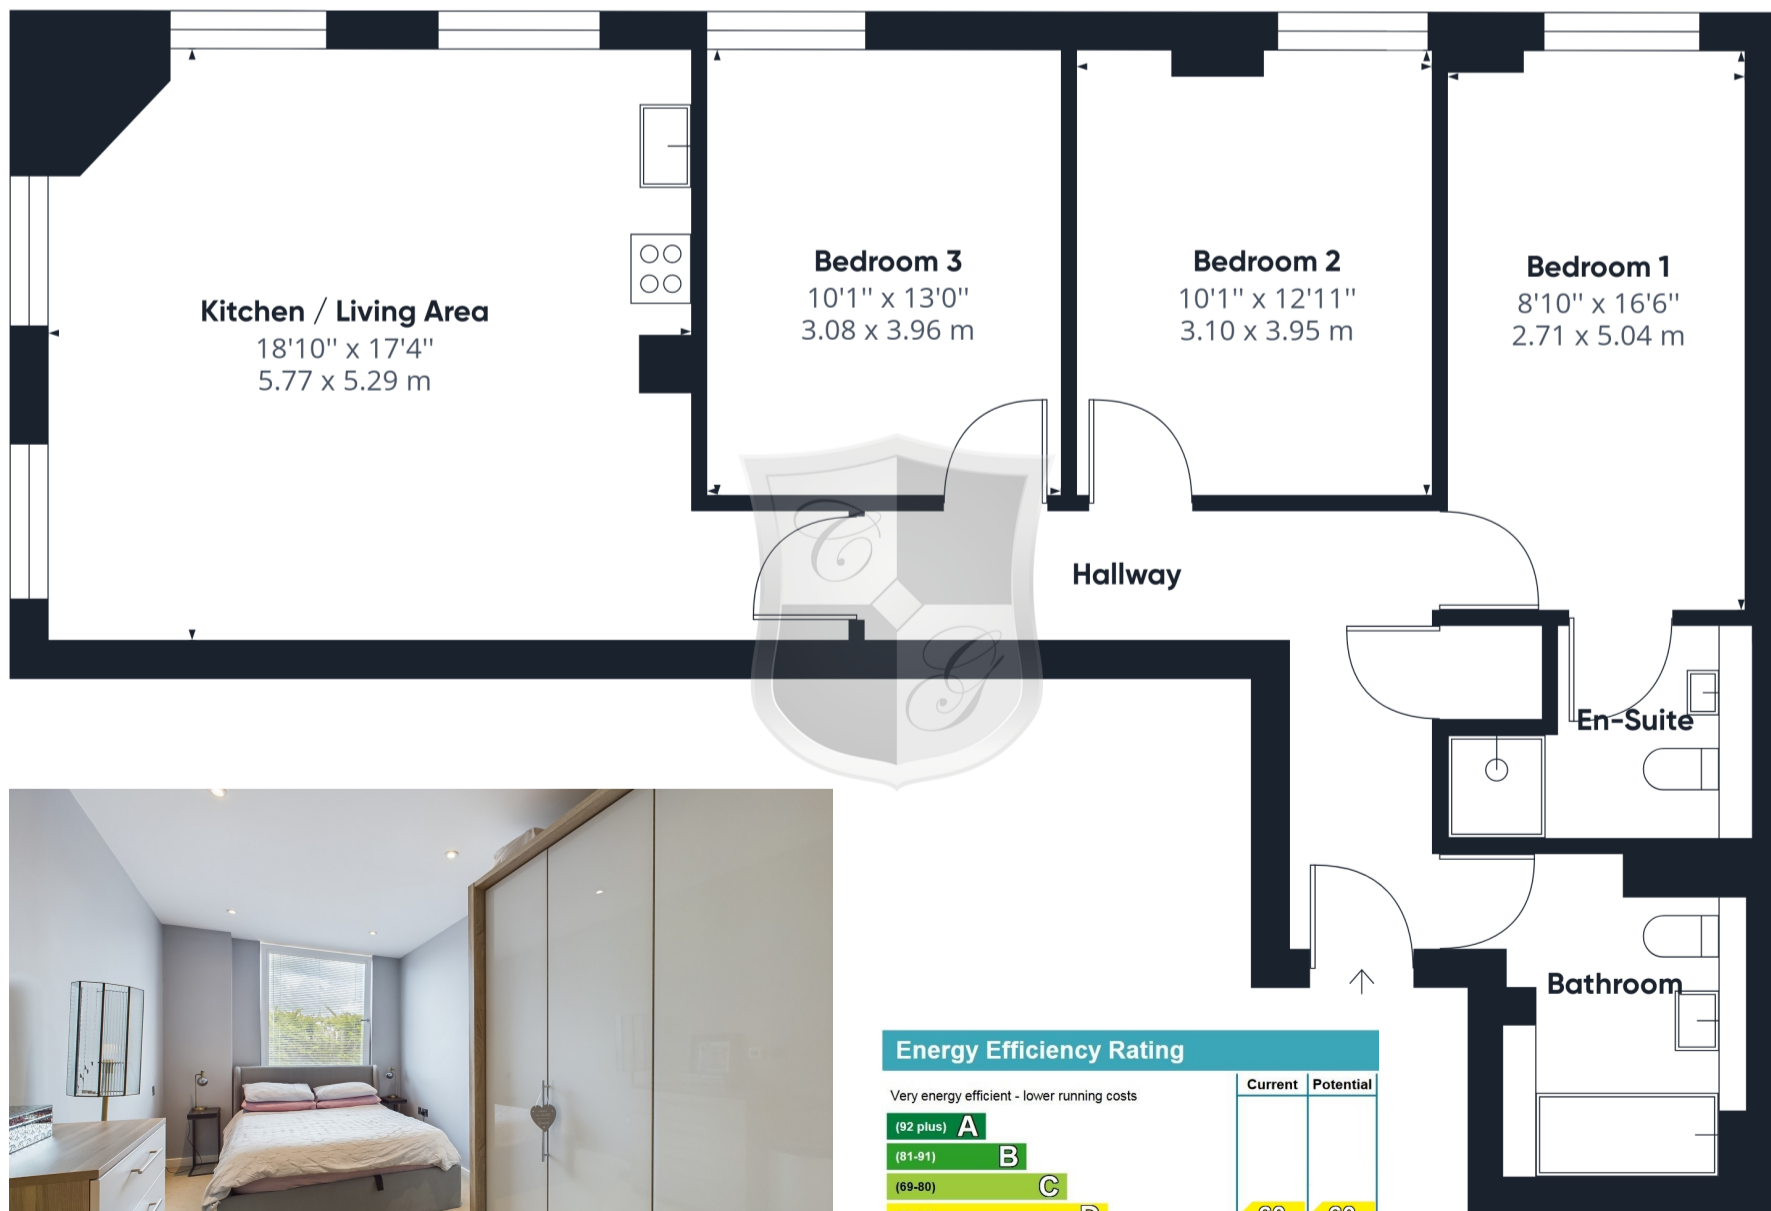 Kitchen / Living Area
18'10'' x 17'4''
5.77 x 5.29 m
Bedroom 3
10'1'' x 13'0''
3.08 x 3.96 m
Bedroom 2
10'1'' x 12'11''
3.10 x 3.95 m
Bedroom 1
8'10'' x 16'6''
2.71 x 5.04 m
Hallway
C
G
En-Suite
Bathroom
Energy Efficiency Rating
Current Potential
Very energy efficient - lower running costs
(92 plus) A
(81-91) B
(69-80) C